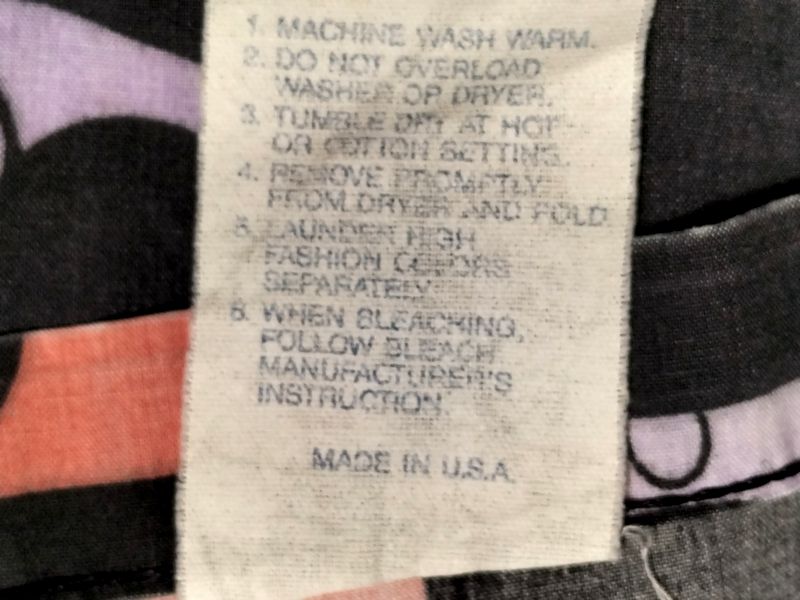 1. MACHINE WASH WARM.
2. DO NOT OVERLOAD
WASHER OR DRYER.
3. TUMBLE DRY AT HOT
OR COTTON SETTING.
4. REMOVE PROMPTLY
FROM DRYER AND FOLD
5. LAUNDER HIGH
FASHION COLORS
SEPARATELY.
6. WHEN BLEACHING,
FOLLOW BLEACH
MANUFACTURER'S
INSTRUCTION.
MADE IN U.S.A.